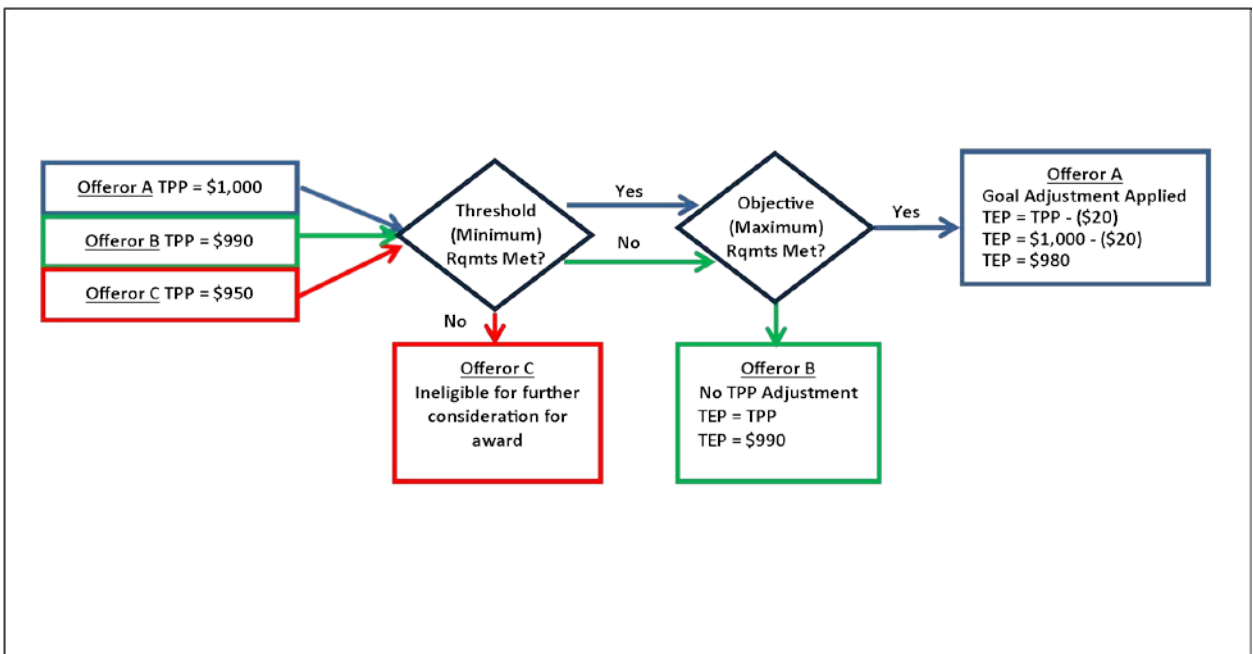 Offeror A TPP = $1,000
Offeror B TPP = $990
Offeror C TPP = $950
Threshold
(Minimum)
Rqmts Met?
Yes
No
No
Objective
(Maximum)
Rqmts Met?
Yes
Offeror A
Goal Adjustment Applied
TEP = TPP - ($20)
TEP = $1,000 - ($20)
TEP = $980
Offeror C
Ineligible for further
consideration for
award
Offeror B
No TPP Adjustment
TEP = TPP
TEP = $990